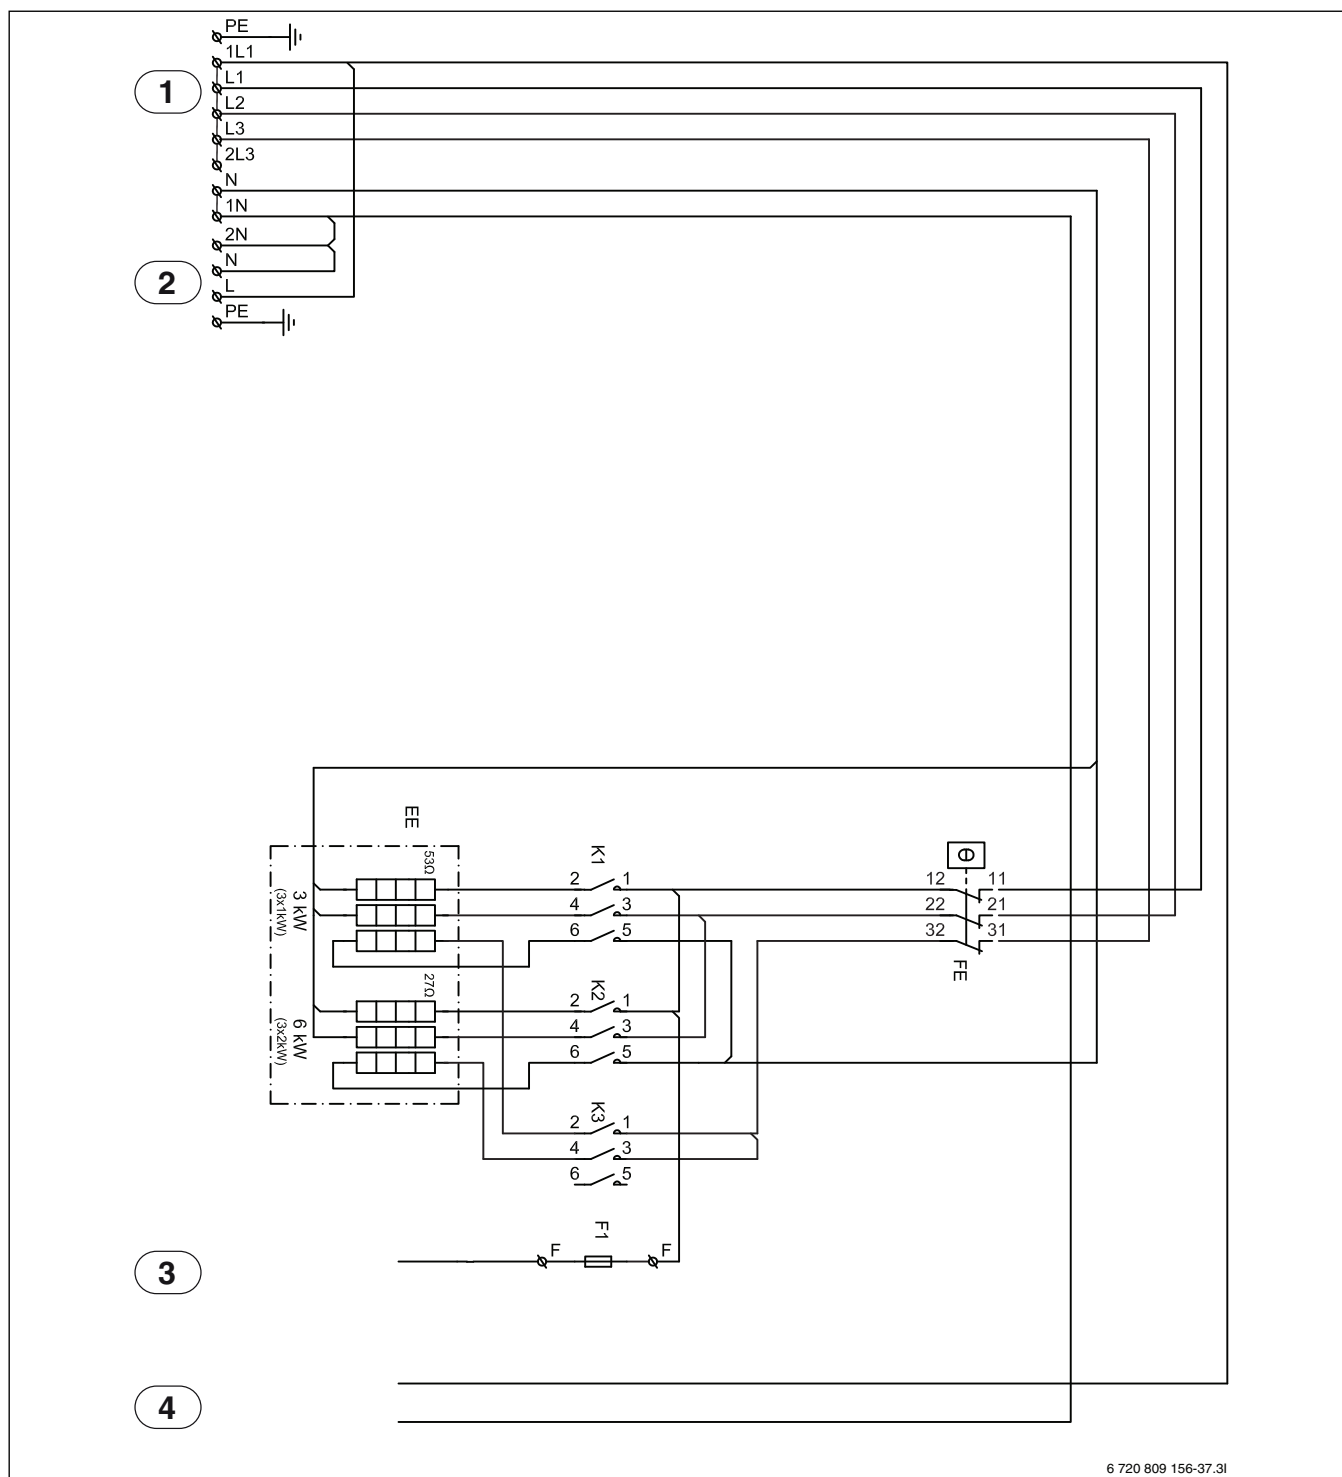 PE
1L1
1
L1
L2
L3
2L3
N
1N
2N
N
2
L
PE
EE
53Ω
3 kW
(3x1kW)
27Ω
6 kW
(3x2kW)
K1
2 1
4 3
6 5
K2
2 1
4 3
6 5
K3
2 1
4 3
6 5
θ
12 11
22 21
32 31
FE
F1
F F
3
4
6 720 809 156-37.3I